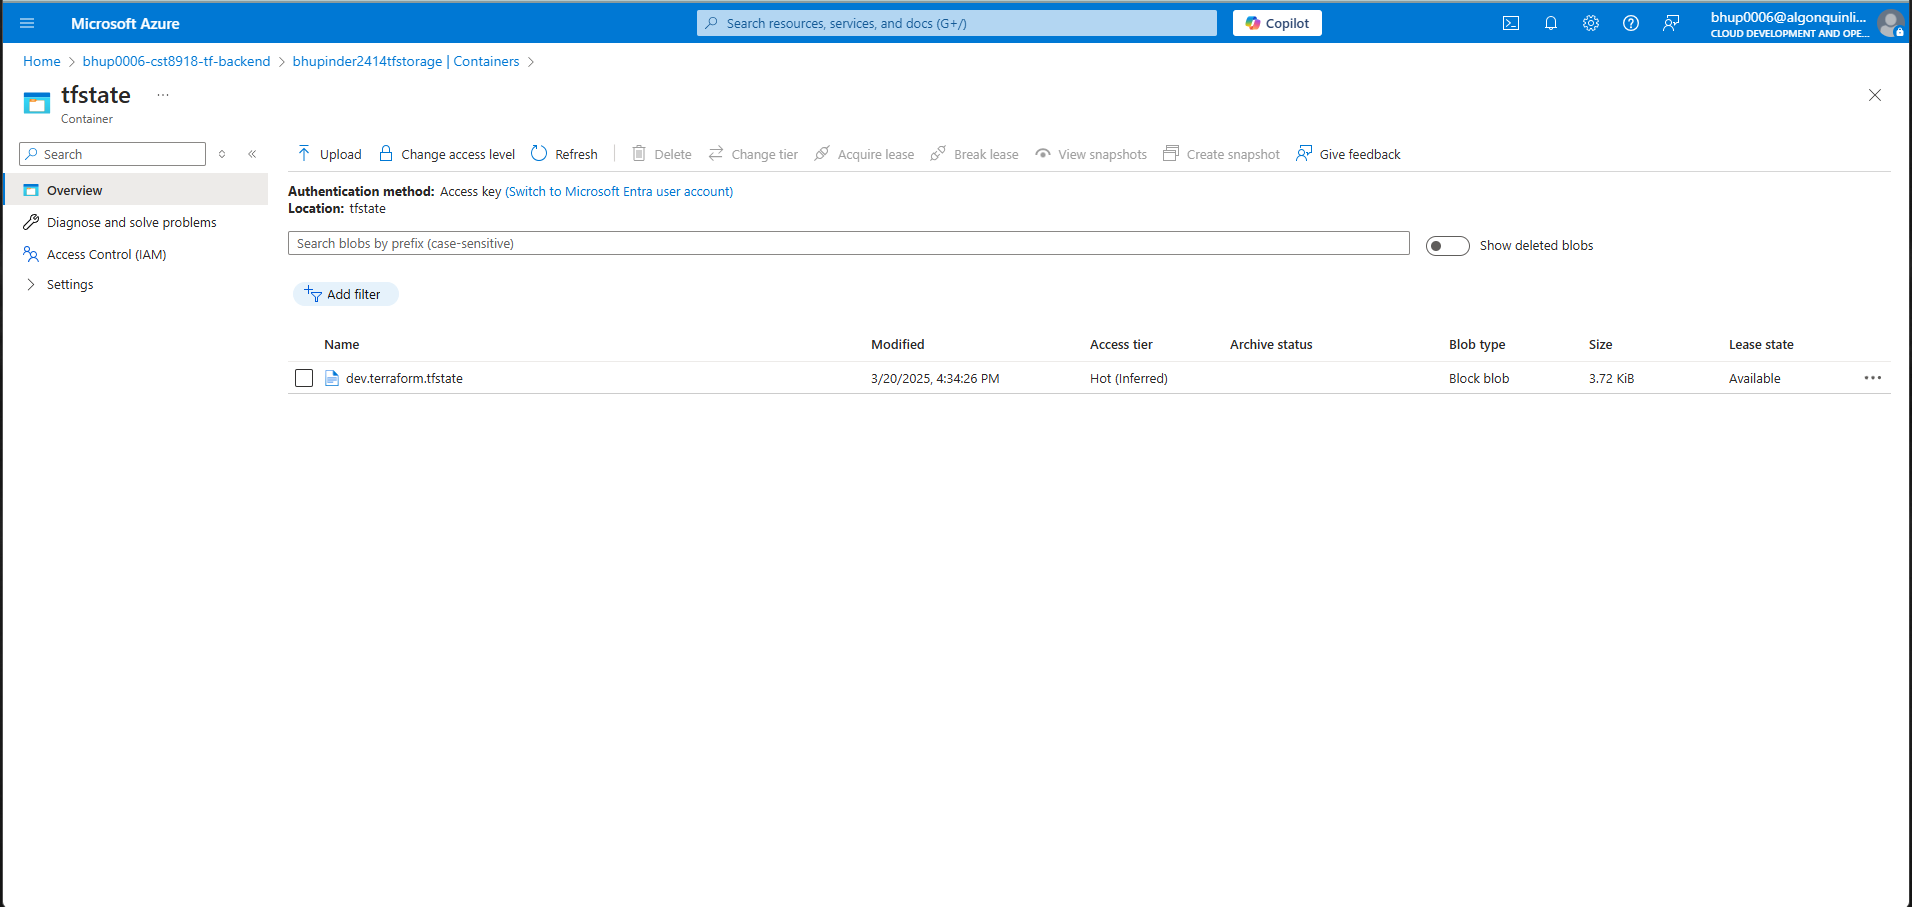 Microsoft Azure
Search resources, services, and docs (G+/)
Copilot
bhup0006@algonquinli...
CLOUD DEVELOPMENT AND OPE...
Home > bhup0006-cst8918-tf-backend > bhupinder2414tfstorage | Containers >
tfstate ...
Container
Search
Upload Change access level Refresh Delete Change tier Acquire lease Break lease View snapshots Create snapshot Give feedback
Overview
Diagnose and solve problems
Access Control (IAM)
Settings
Authentication method: Access key (Switch to Microsoft Entra user account)
Location: tfstate
Search blobs by prefix (case-sensitive)
Show deleted blobs
Add filter
Name Modified Access tier Archive status Blob type Size Lease state
dev.terraform.tfstate 3/20/2025, 4:34:26 PM Hot (Inferred) Block blob 3.72 KiB Available ...